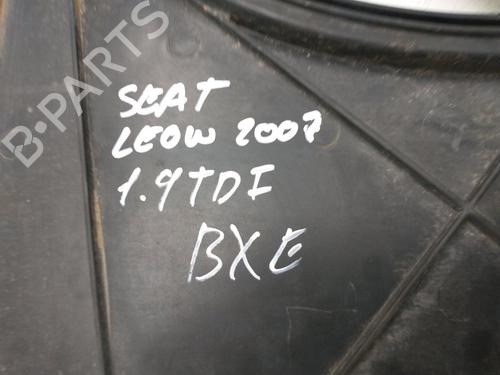 B-PARTS
SEAT
LEOW 2007
1.9TDI
BXE